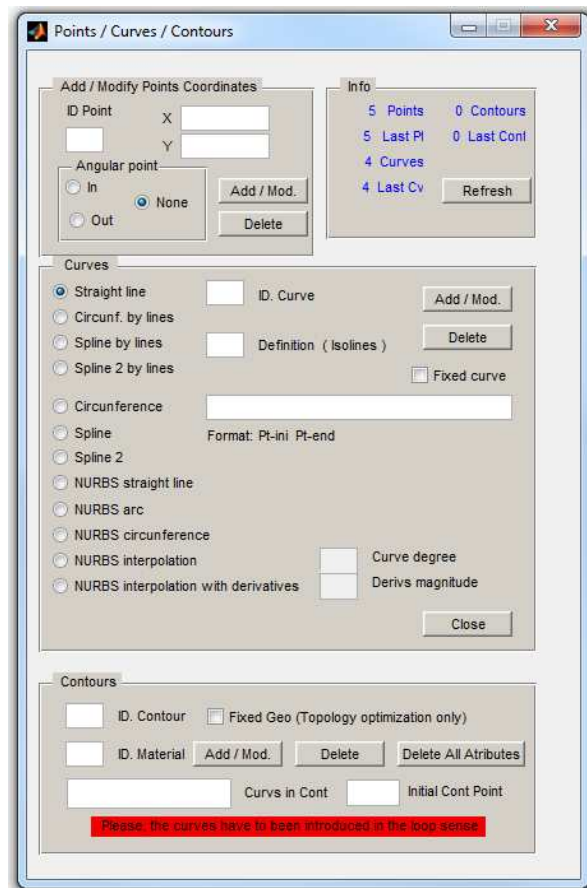 Points / Curves / Contours
Add / Modify Points Coordinates
ID Point
X
Y
Angular point
In
None
Out
Add / Mod.
Delete
Info
5 Points 0 Contours
5 Last Pt 0 Last Cont
4 Curves
4 Last Cv
Refresh
Curves
Straight line
ID. Curve
Add / Mod.
Circunf. by lines
Spline by lines
Definition ( Isolines )
Delete
Spline 2 by lines
Fixed curve
Circunference
Spline
Format: Pt-ini Pt-end
Spline 2
NURBS straight line
NURBS arc
NURBS circunference
NURBS interpolation
Curve degree
NURBS interpolation with derivatives
Derivs magnitude
Close
Contours
ID. Contour
Fixed Geo (Topology optimization only)
ID. Material
Add / Mod.
Delete
Delete All Atributes
Curvs in Cont
Initial Cont Point
Please, the curves have to been introduced in the loop sense